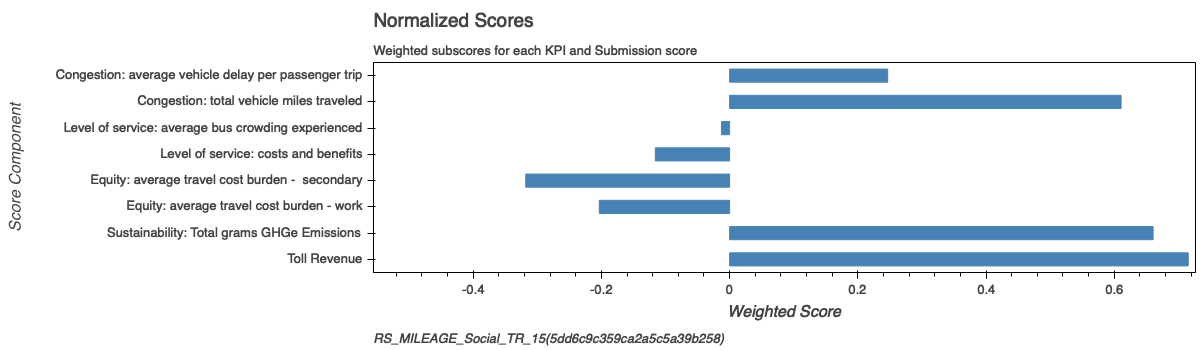 Normalized Scores
Weighted subscores for each KPI and Submission score
Score Component
Congestion: average vehicle delay per passenger trip
Congestion: total vehicle miles traveled
Level of service: average bus crowding experienced
Level of service: costs and benefits
Equity: average travel cost burden -  secondary
Equity: average travel cost burden - work
Sustainability: Total grams GHGe Emissions
Toll Revenue
-0.4 -0.2 0 0.2 0.4 0.6
Weighted Score
RS_MILEAGE_Social_TR_15(5dd6c9c359ca2a5c5a39b258)